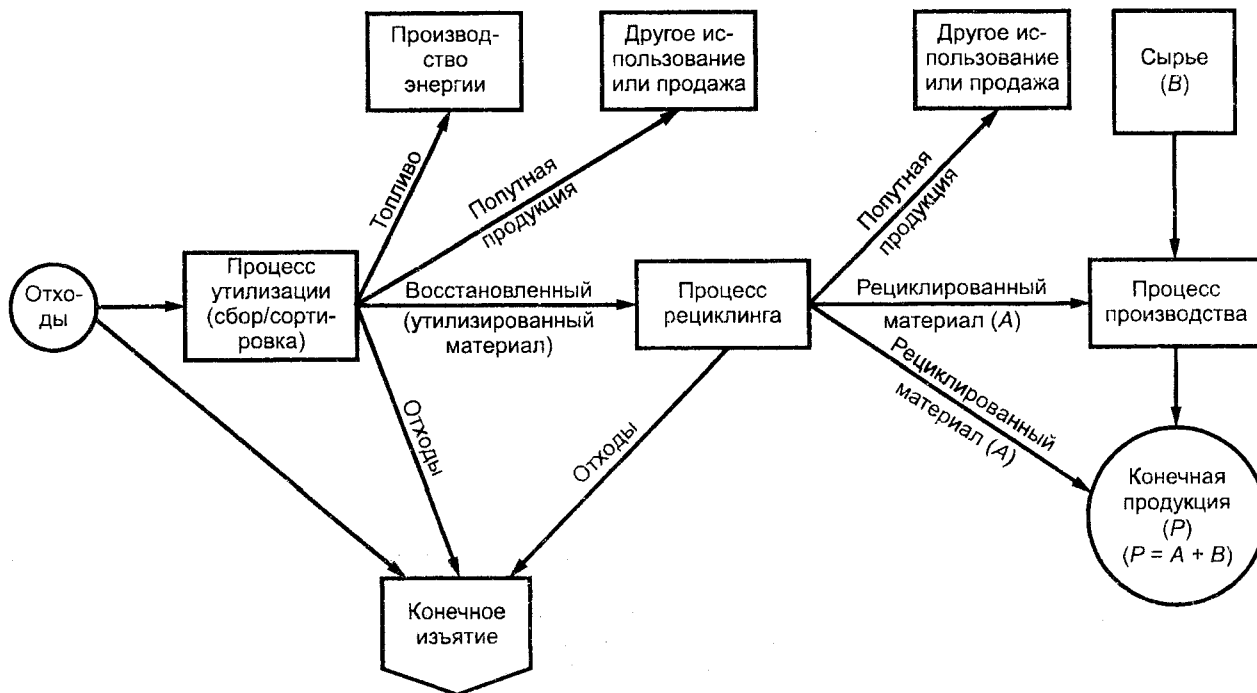 Производ-
ство
энергии
Другое ис-
пользование
или продажа
Другое ис-
пользование
или продажа
Сырье
(B)
Топливо
Попутная
продукция
Попутная
продукция
Отхо-
ды
Процесс
утилизации
(сбор/сорти-
ровка)
Восстановленный
(утилизированный
материал)
Процесс
рециклинга
Рециклированный
материал (A)
Процесс
производства
Рециклированный
материал (A)
Отходы
Отходы
Конечная
продукция
(P)
(P = A + B)
Конечное
изъятие